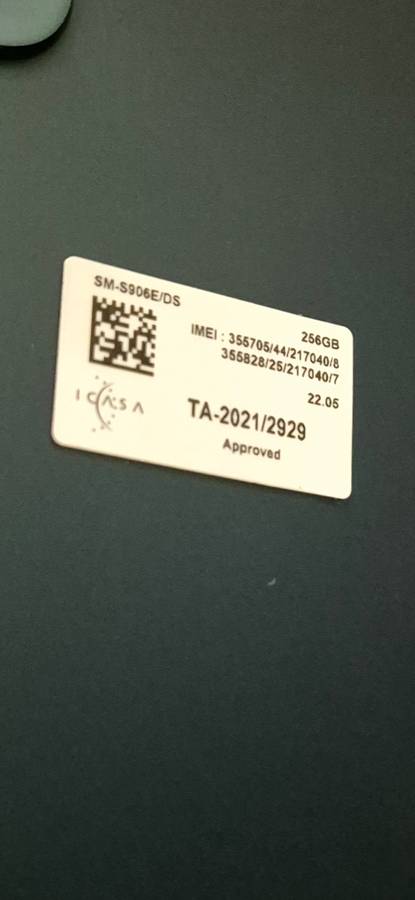 SM-S906E/DS
256GB
IMEI : 355705/44/217040/8
355828/25/217040/7
22.05
ICASA
TA-2021/2929
Approved